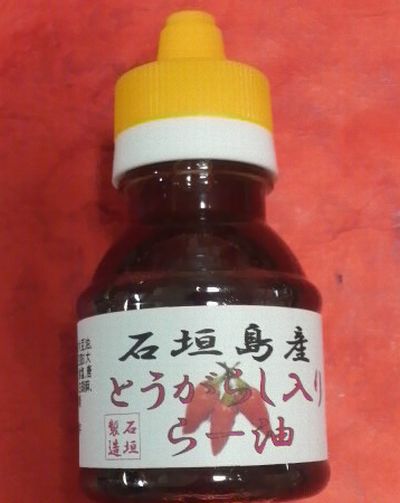 石垣島産
とうがらし入り
らー油
石垣
製造